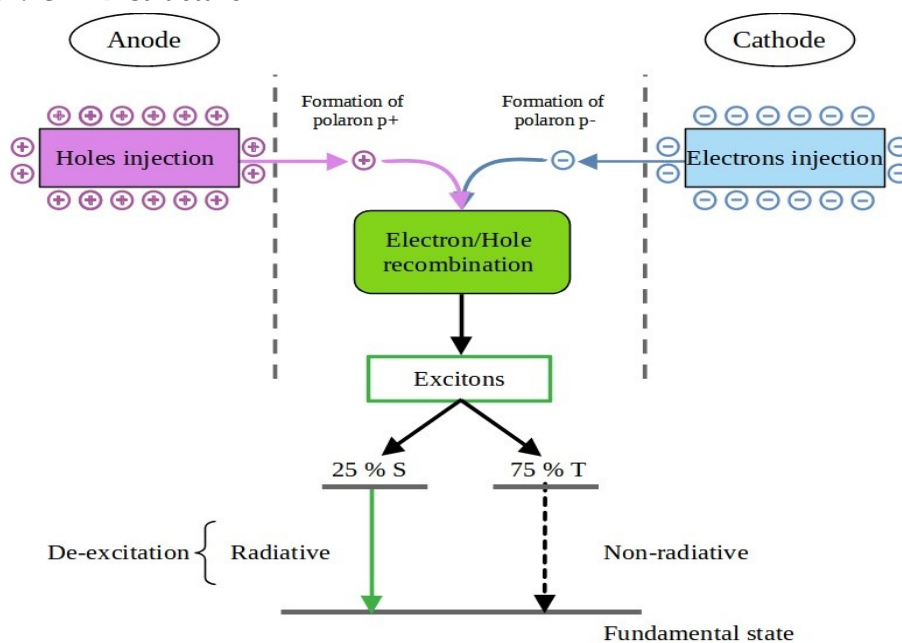 Anode
Cathode
Formation of
polaron p+
Formation of
polaron p-
Holes injection
Electrons injection
Electron/Hole
recombination
Excitons
25 % S
75 % T
De-excitation
Radiative
Non-radiative
Fundamental state